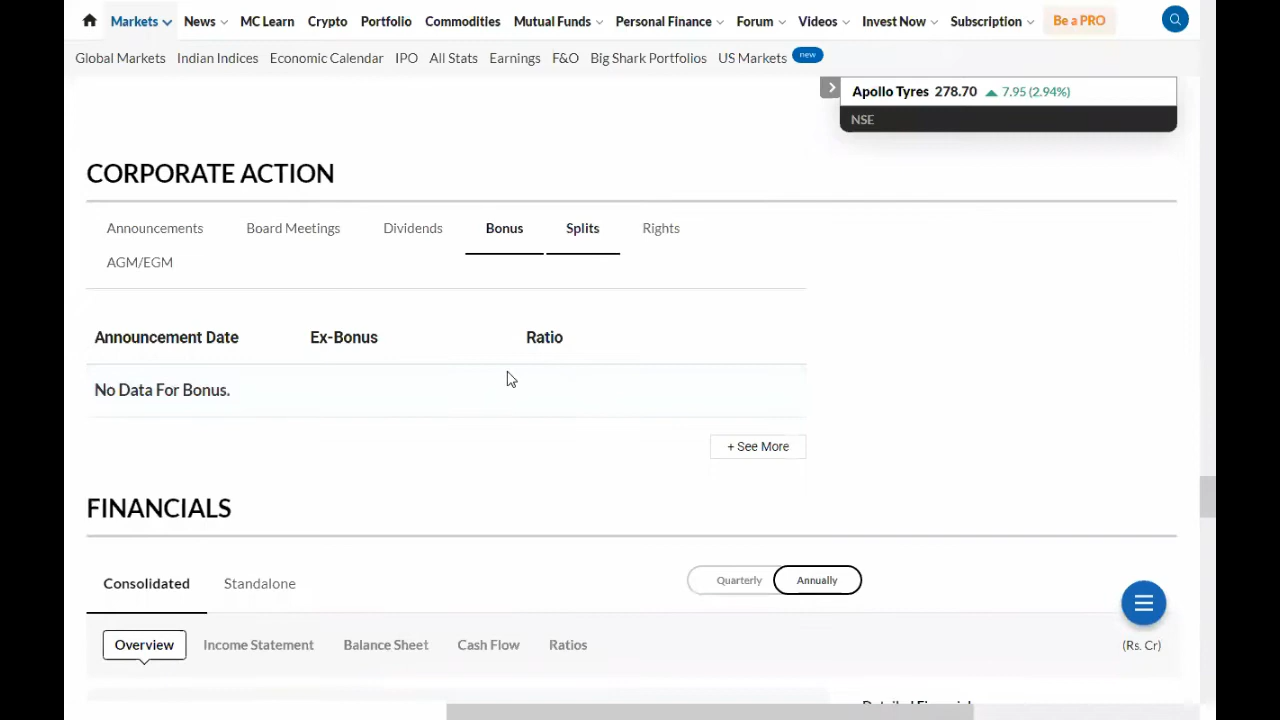 Markets News MC Learn Crypto Portfolio Commodities Mutual Funds Personal Finance Forum Videos Invest Now Subscription Be a PRO
Global Markets Indian Indices Economic Calendar IPO All Stats Earnings F&O Big Shark Portfolios US Markets new
Apollo Tyres 278.70 7.95 (2.94%)
NSE
CORPORATE ACTION
Announcements Board Meetings Dividends Bonus Splits Rights
AGM/EGM
Announcement Date Ex-Bonus Ratio
No Data For Bonus.
+ See More
FINANCIALS
Consolidated Standalone Quarterly Annually
Overview Income Statement Balance Sheet Cash Flow Ratios (Rs. Cr)